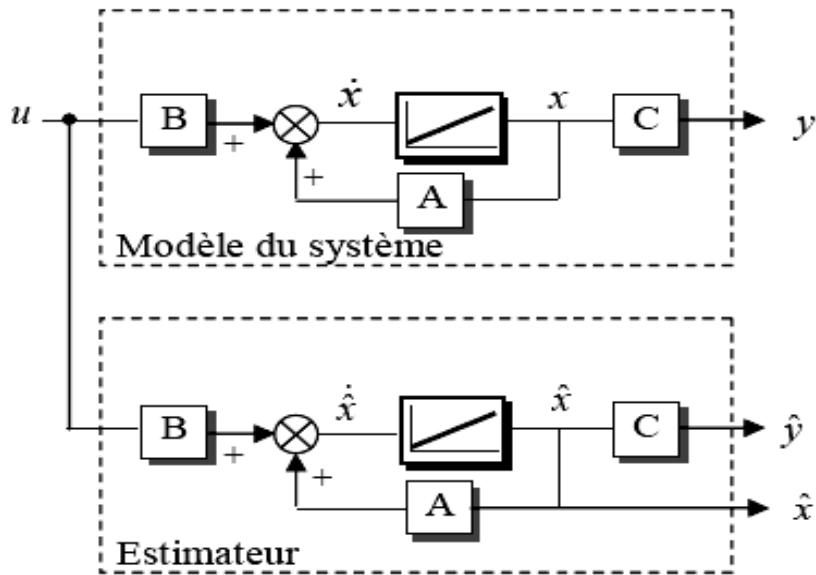 u
B
+
ẋ
+
A
x
C
y
Modèle du système
B
+
x̂̇
+
A
x̂
C
ŷ
x̂
Estimateur